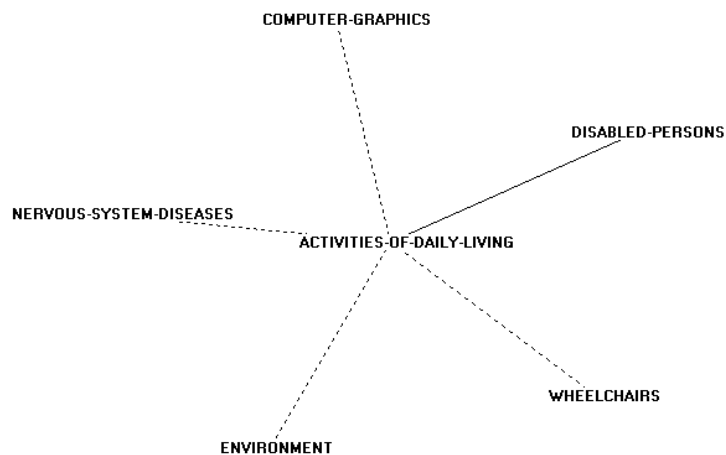 COMPUTER-GRAPHICS
DISABLED-PERSONS
NERVOUS-SYSTEM-DISEASES
ACTIVITIES-OF-DAILY-LIVING
WHEELCHAIRS
ENVIRONMENT